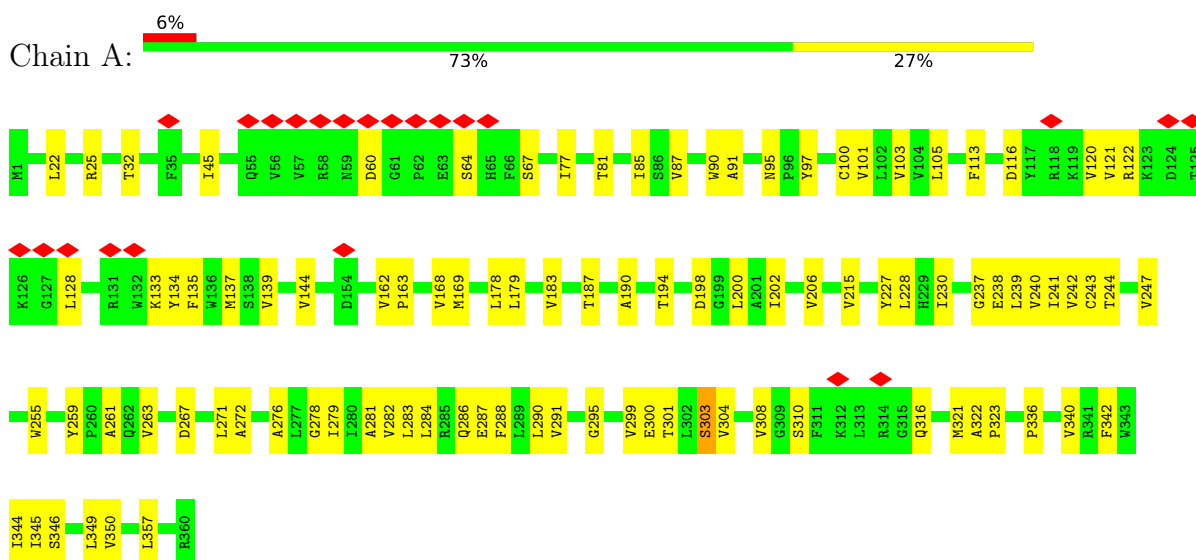 6%
Chain A:
73% 27%
M1 L22 R25 T32 F35 I45 Q55 V56 V57 R58 N59 D60 G61 P62 E63 S64 H65 F66 S67 I77 T81 I85 S86 V87 W90 A91 N95 P96 Y97 C100 V101 L102 V103 V104 L105 F113 D116 Y117 R118 K119 V120 V121 R122 K123 D124 T125
K126 G127 L128 R131 W132 K133 Y134 F135 W136 M137 S138 V139 V144 D154 V162 P163 V168 M169 L178 L179 V183 T187 A190 T194 D198 G199 L200 A201 I202 V206 V215 Y227 L228 H229 I230 G237 E238 L239 V240 I241 V242 C243 T244 V247
W255 Y259 P260 A261 Q262 V263 D267 L271 A272 A276 L277 G278 I279 I280 A281 V282 L283 L284 R285 Q286 E287 F288 L289 L290 V291 G295 V299 E300 T301 L302 S303 V304 V308 G309 S310 F311 K312 L313 R314 G315 Q316 M321 A322 P323 P336 V340 R341 F342 W343
I344 I345 S346 L349 V350 L357 R360